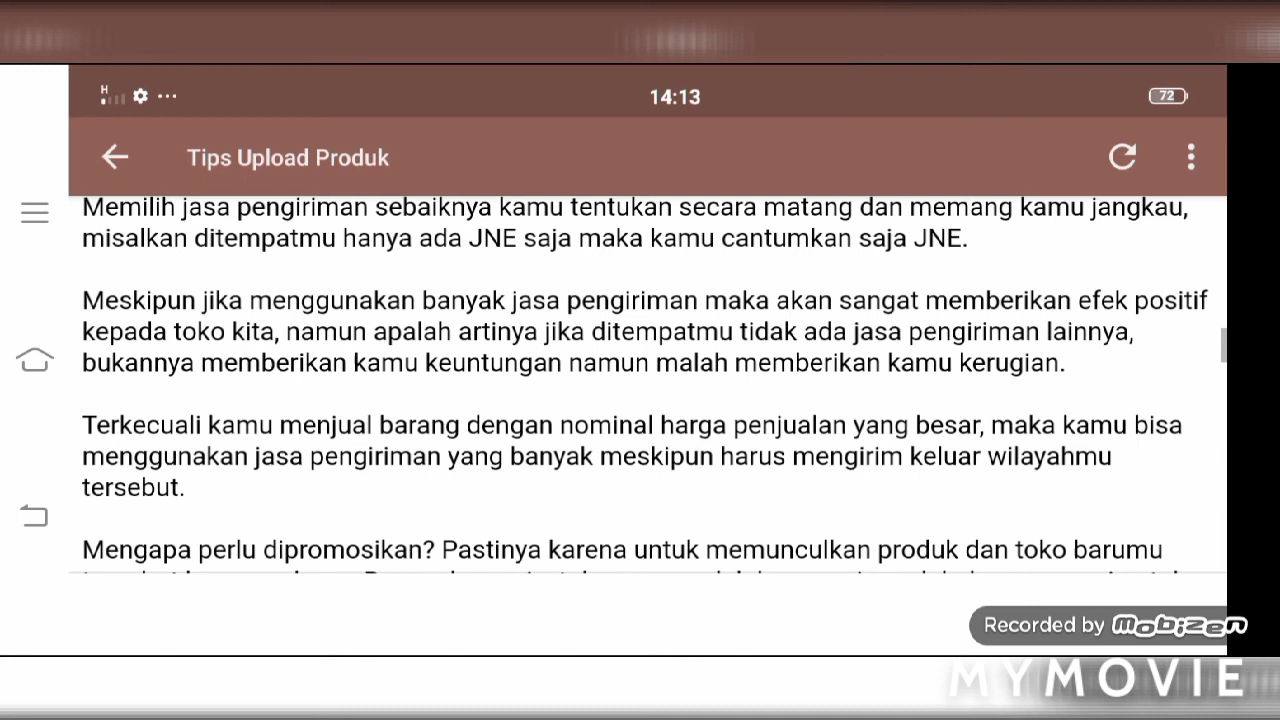 H
14:13
72
Tips Upload Produk
Memilih jasa pengiriman sebaiknya kamu tentukan secara matang dan memang kamu jangkau,
misalkan ditempatmu hanya ada JNE saja maka kamu cantumkan saja JNE.
Meskipun jika menggunakan banyak jasa pengiriman maka akan sangat memberikan efek positif
kepada toko kita, namun apalah artinya jika ditempatmu tidak ada jasa pengiriman lainnya,
bukannya memberikan kamu keuntungan namun malah memberikan kamu kerugian.
Terkecuali kamu menjual barang dengan nominal harga penjualan yang besar, maka kamu bisa
menggunakan jasa pengiriman yang banyak meskipun harus mengirim keluar wilayahmu
tersebut.
Mengapa perlu dipromosikan? Pastinya karena untuk memunculkan produk dan toko barumu
Recorded by mobizen
MYMOVIE